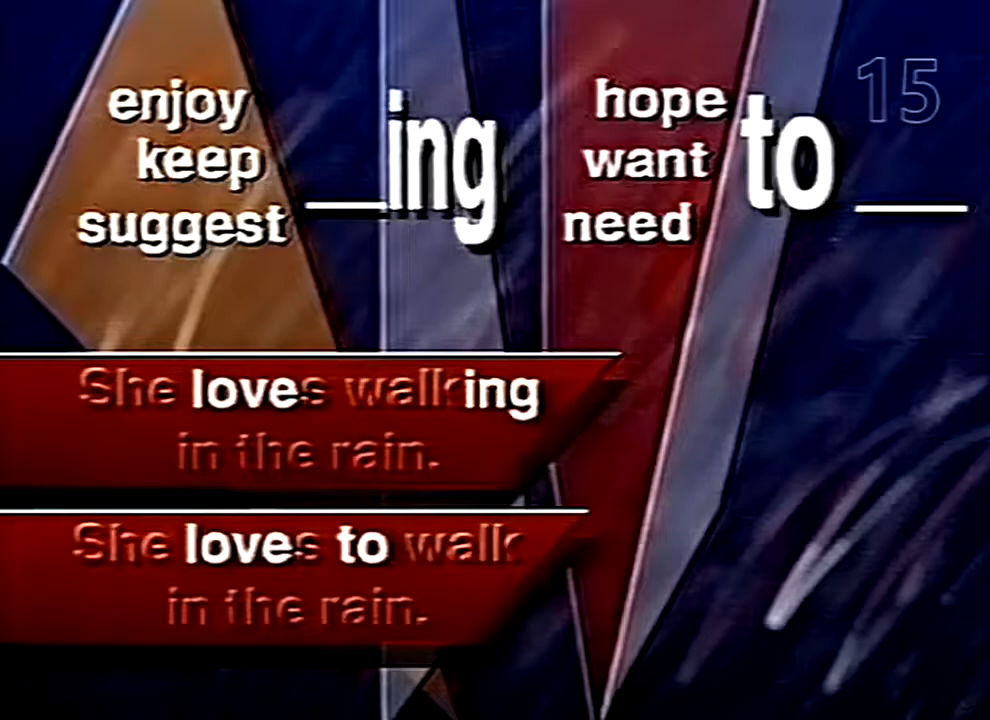 enjoy
keep
suggest
__ing
hope
want
need
to __
15
She loves walking
in the rain.
She loves to walk
in the rain.